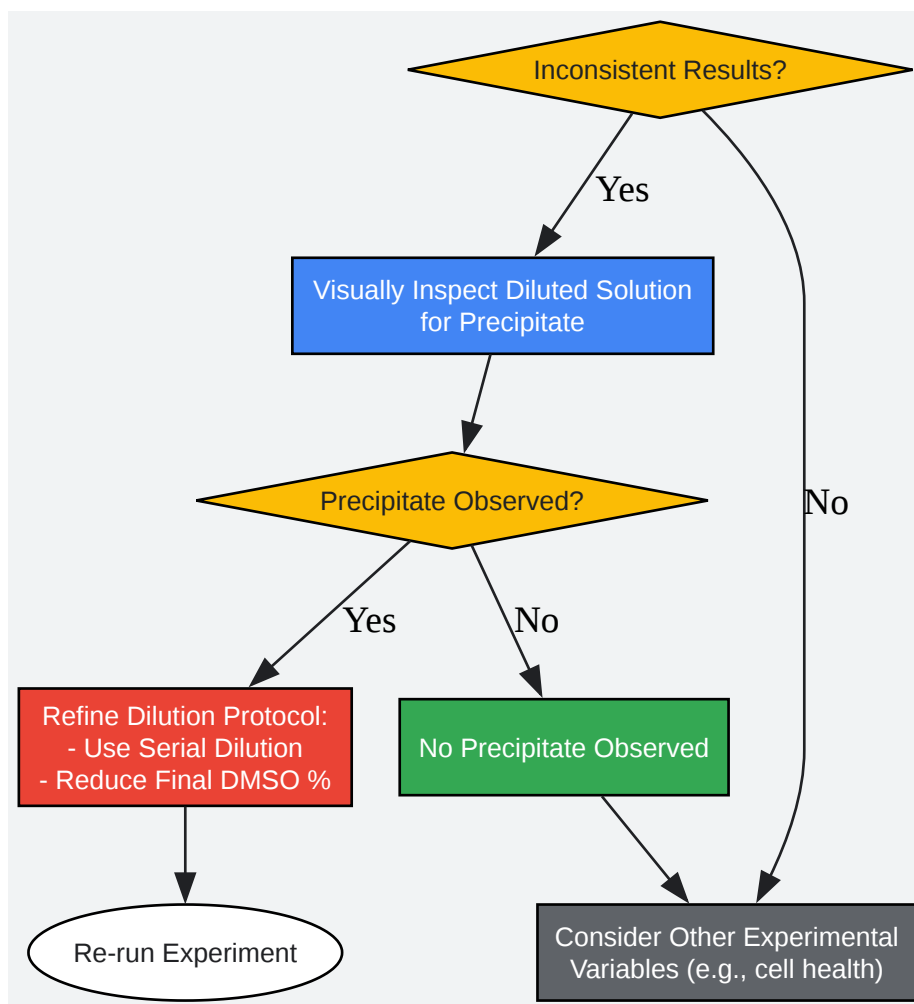 Inconsistent Results?
Yes
Visually Inspect Diluted Solution
for Precipitate
No
Precipitate Observed?
Yes
No
Refine Dilution Protocol:
- Use Serial Dilution
- Reduce Final DMSO %
No Precipitate Observed
Re-run Experiment
Consider Other Experimental
Variables (e.g., cell health)